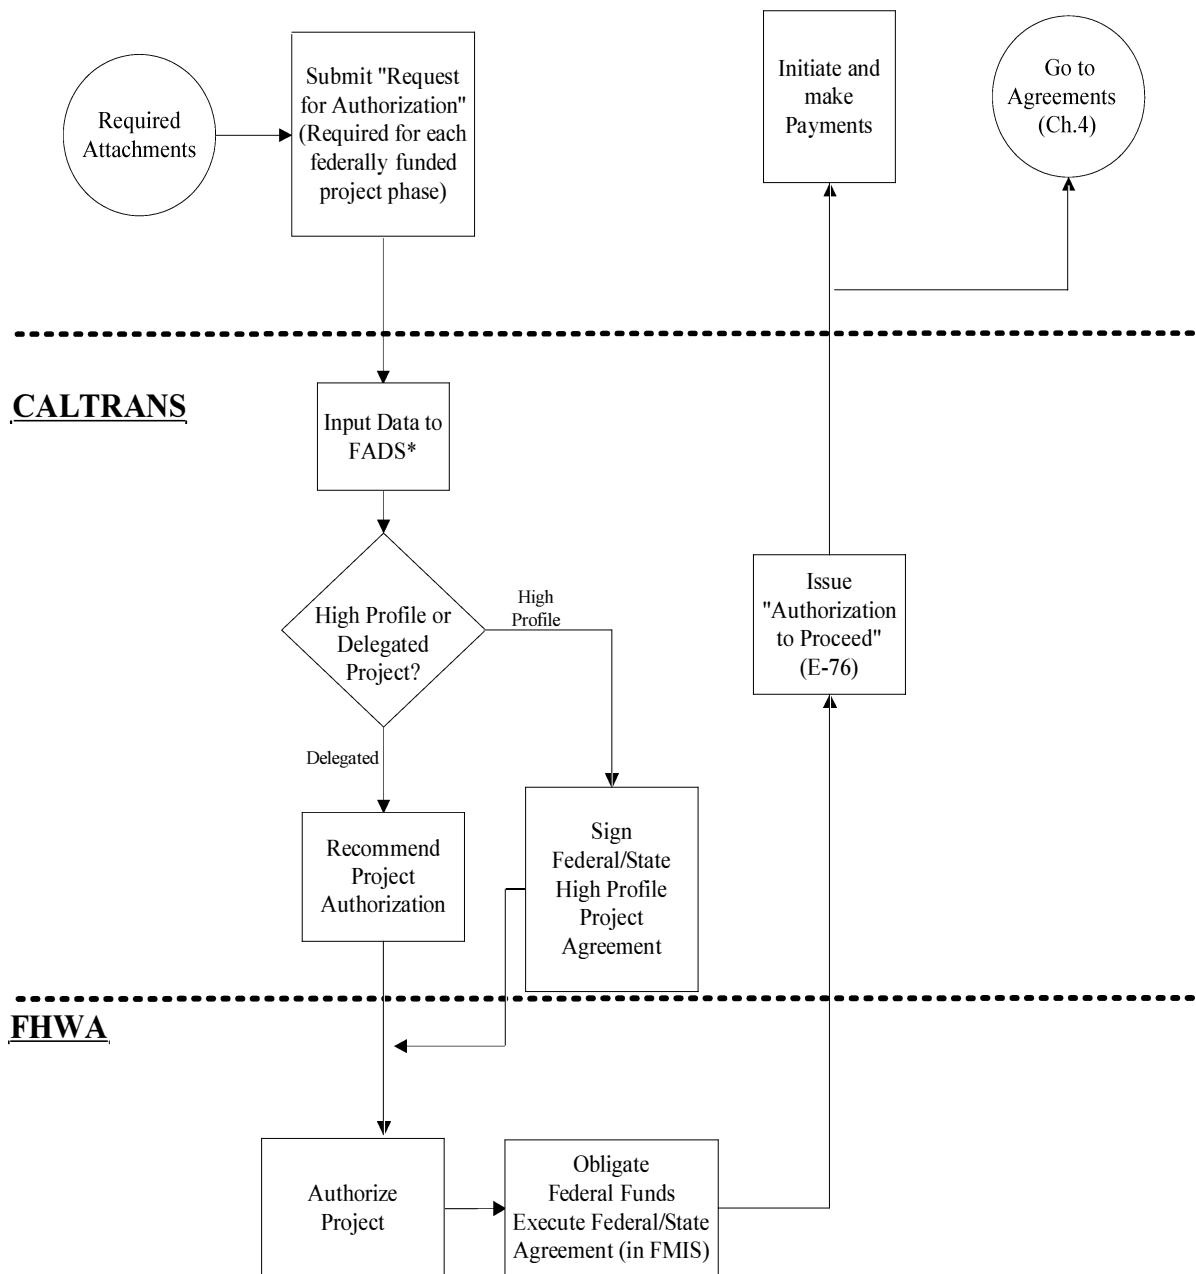 Required
Attachments
Submit "Request
for Authorization"
(Required for each
federally funded
project phase)
Initiate and
make
Payments
Go to
Agreements
(Ch.4)
CALTRANS
Input Data to
FADS*
High Profile or
Delegated
Project?
High
Profile
Delegated
Recommend
Project
Authorization
Sign
Federal/State
High Profile
Project
Agreement
Issue
"Authorization
to Proceed"
(E-76)
FHWA
Authorize
Project
Obligate
Federal Funds
Execute Federal/State
Agreement (in FMIS)